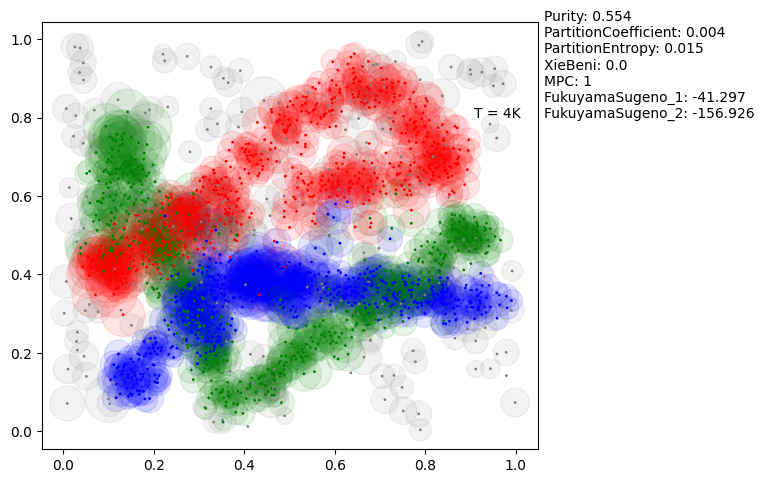 Purity: 0.554
PartitionCoefficient: 0.004
PartitionEntropy: 0.015
XieBeni: 0.0
MPC: 1
FukuyamaSugeno_1: -41.297
FukuyamaSugeno_2: -156.926
T = 4K
1.0
0.8
0.6
0.4
0.2
0.0
0.0 0.2 0.4 0.6 0.8 1.0